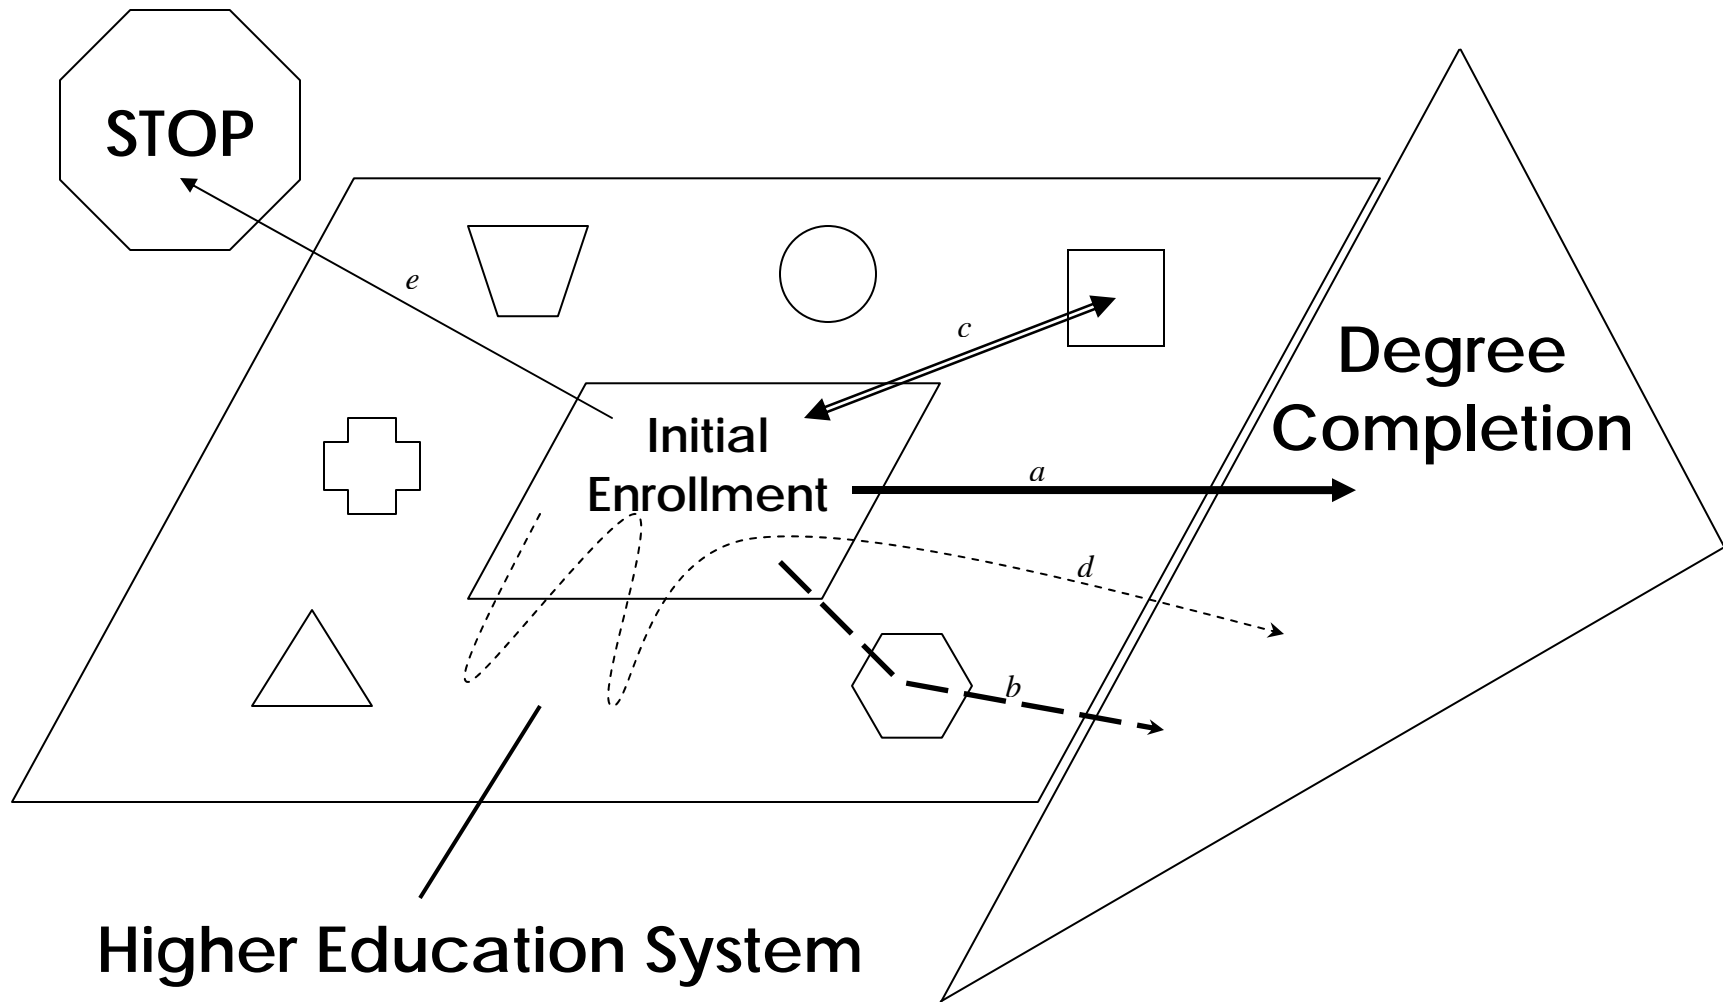 STOP
e
c
Degree
Completion
Initial
Enrollment
a
d
b
Higher Education System